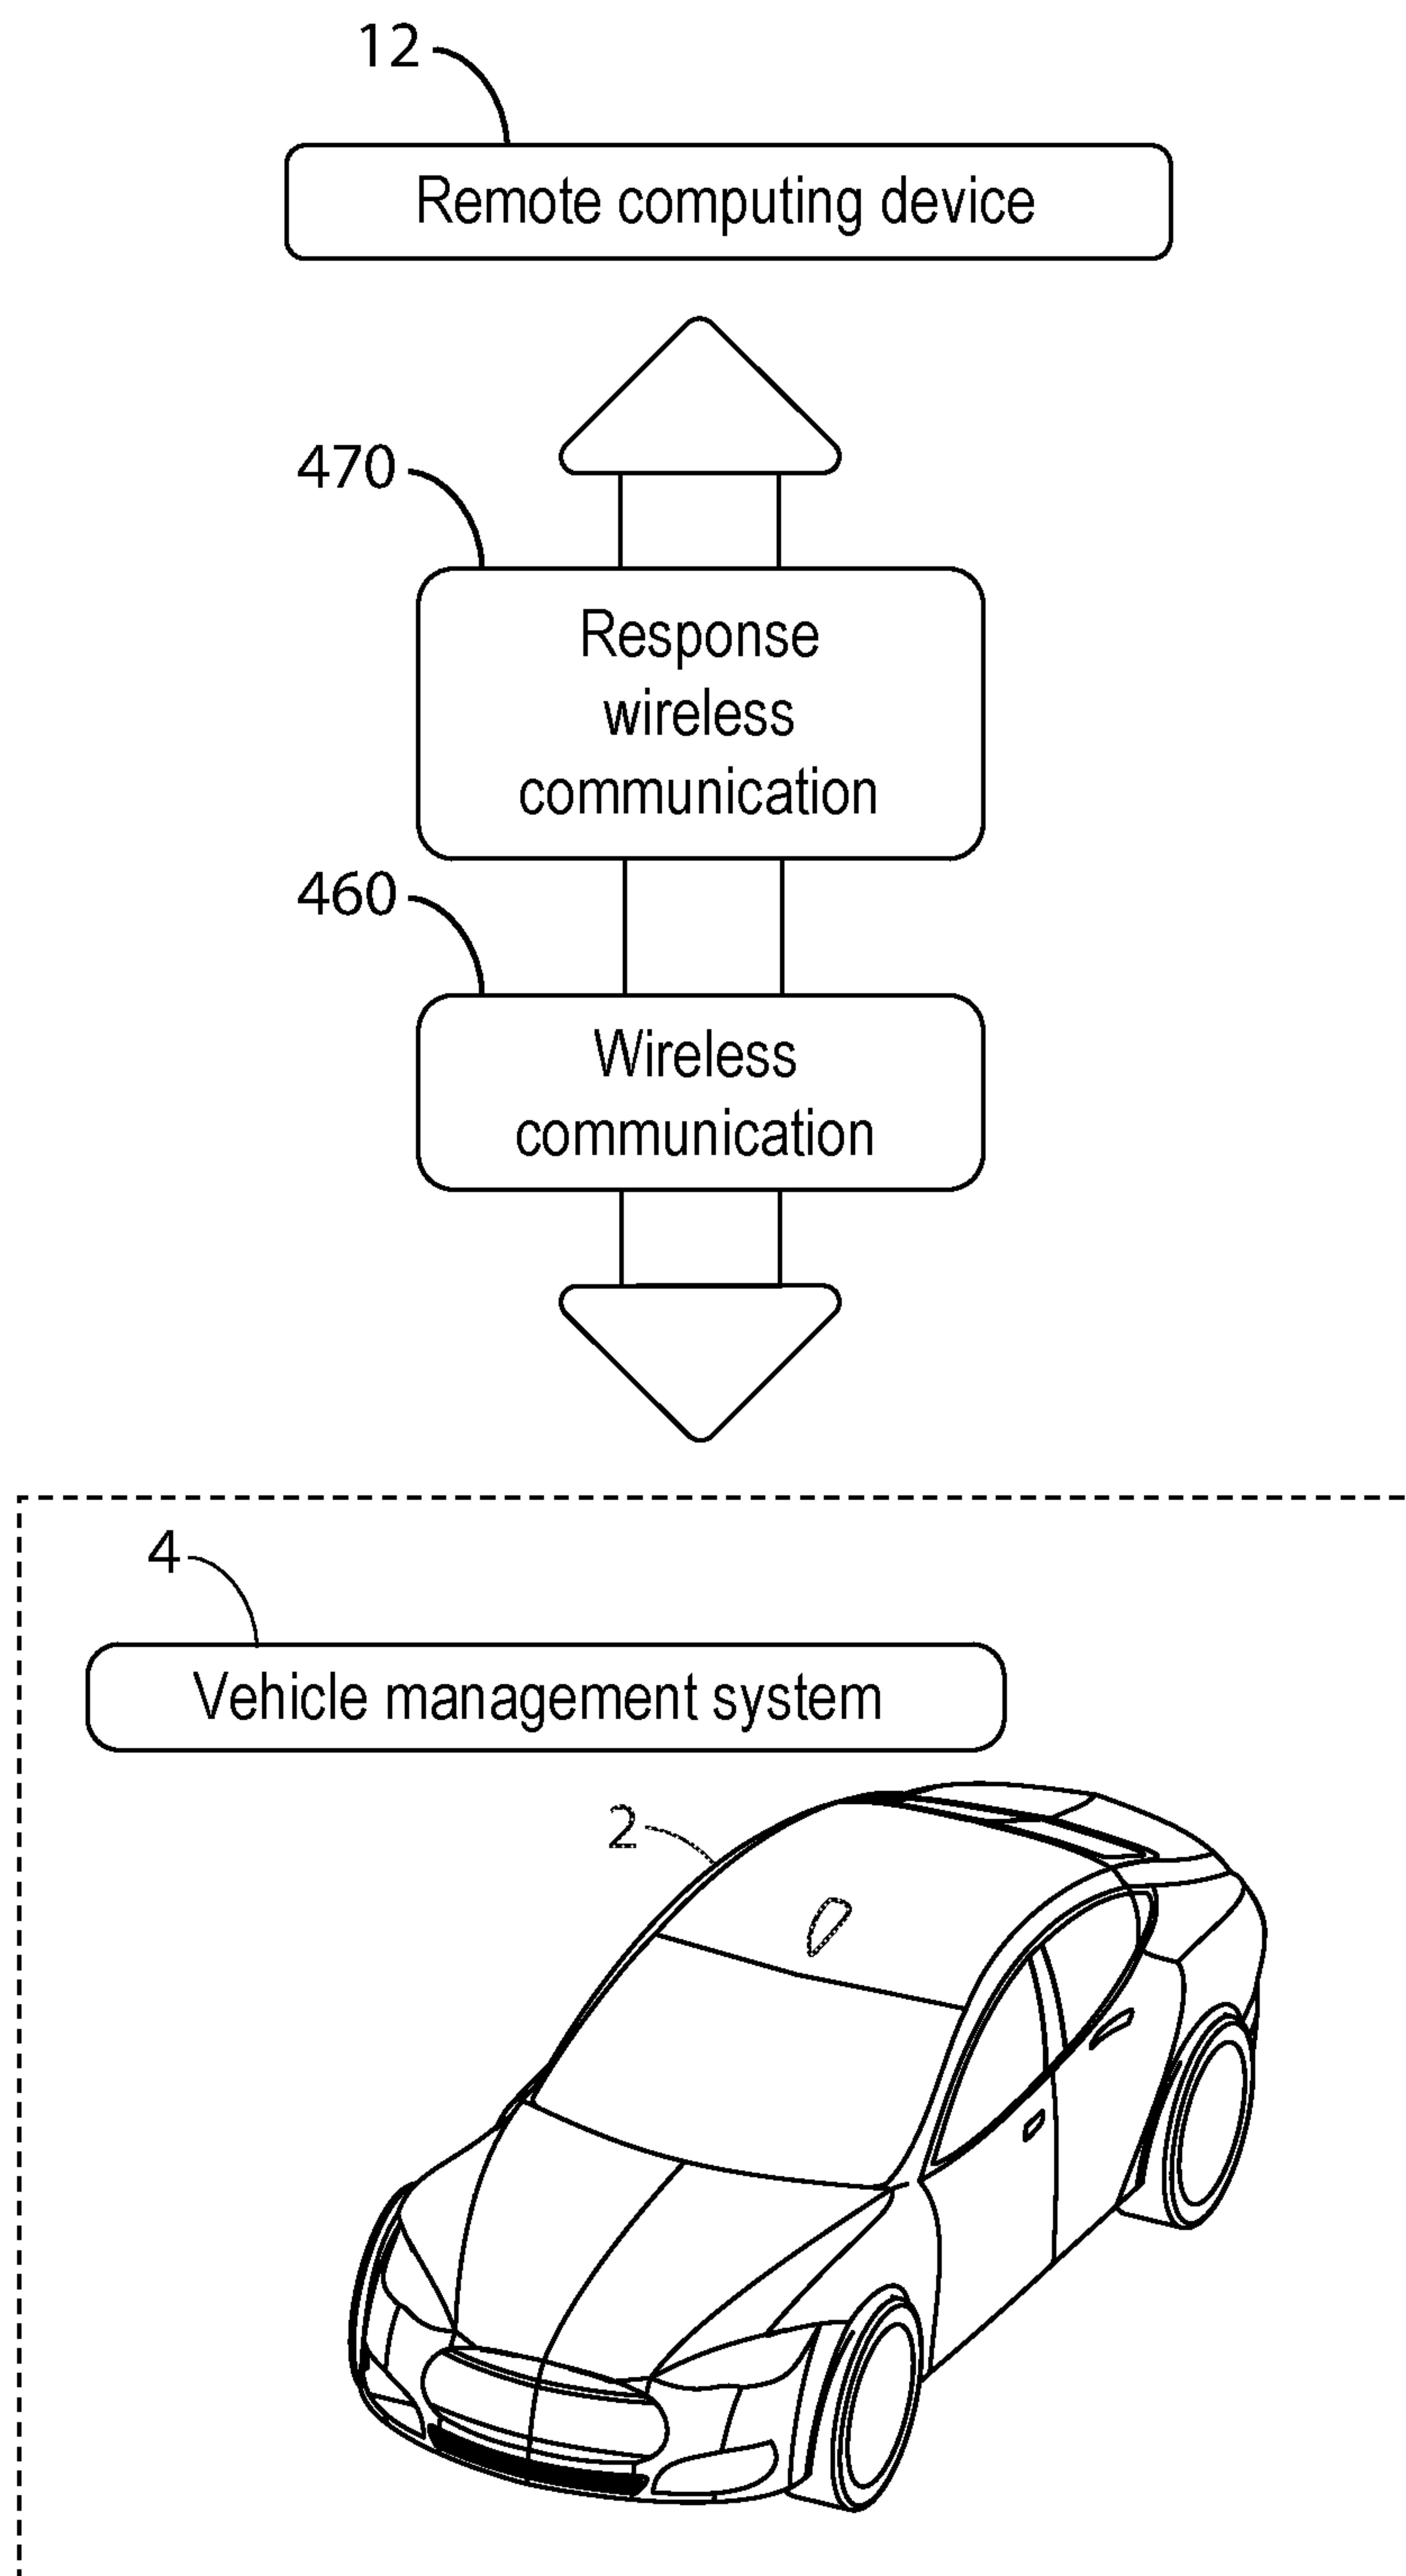 12
Remote computing device
470
Response
wireless
communication
460
Wireless
communication
4
Vehicle management system
2